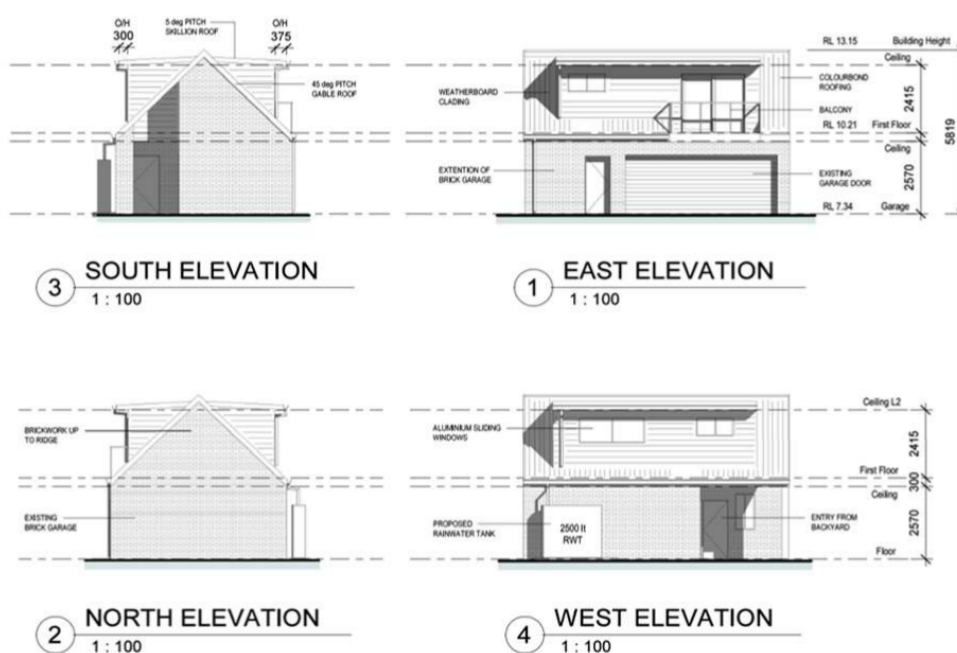 O/H
300
5 deg PITCH
SKILLION ROOF
O/H
375
45 deg PITCH
GABLE ROOF
3
SOUTH ELEVATION
1 : 100
WEATHERBOARD
CLADING
EXTENTION OF
BRICK GARAGE
RL 13.15
Building Height
Ceiling
COLOURBOND
ROOFING
BALCONY
2415
RL 10.21
First Floor
Ceiling
EXISTING
GARAGE DOOR
2570
5819
RL 7.34
Garage
1
EAST ELEVATION
1 : 100
BRICKWORK UP
TO RIDGE
EXISTING
BRICK GARAGE
2
NORTH ELEVATION
1 : 100
ALUMINIUM SLIDING
WINDOWS
PROPOSED
RAINWATER TANK
2500 lt
RWT
Ceiling L2
2415
First Floor
300
Ceiling
ENTRY FROM
BACKYARD
2570
Floor
4
WEST ELEVATION
1 : 100